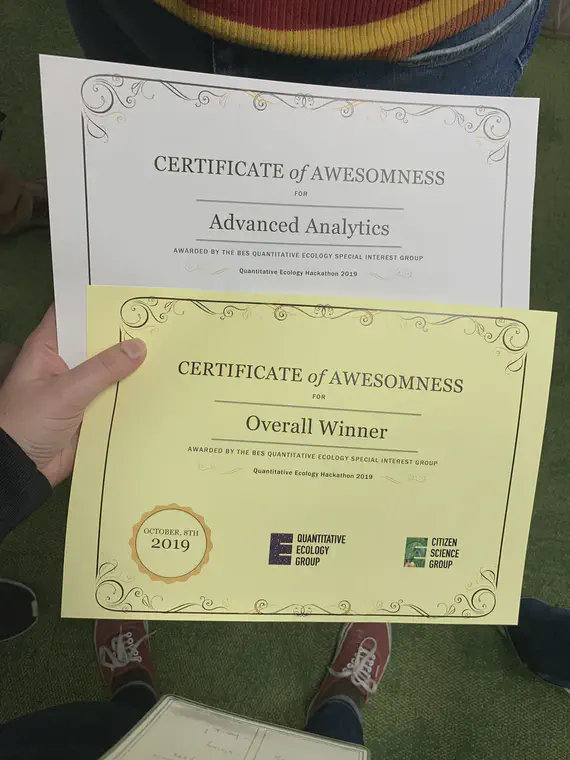 CERTIFICATE of AWESOMNESS
FOR
Advanced Analytics
AWARDED BY THE BES QUANTITATIVE ECOLOGY SPECIAL INTEREST GROUP
Quantitative Ecology Hackathon 2019
CERTIFICATE of AWESOMNESS
FOR
Overall Winner
AWARDED BY THE BES QUANTITATIVE ECOLOGY SPECIAL INTEREST GROUP
Quantitative Ecology Hackathon 2019
OCTOBER, 8TH
2019
QUANTITATIVE
ECOLOGY
GROUP
CITIZEN
SCIENCE
GROUP